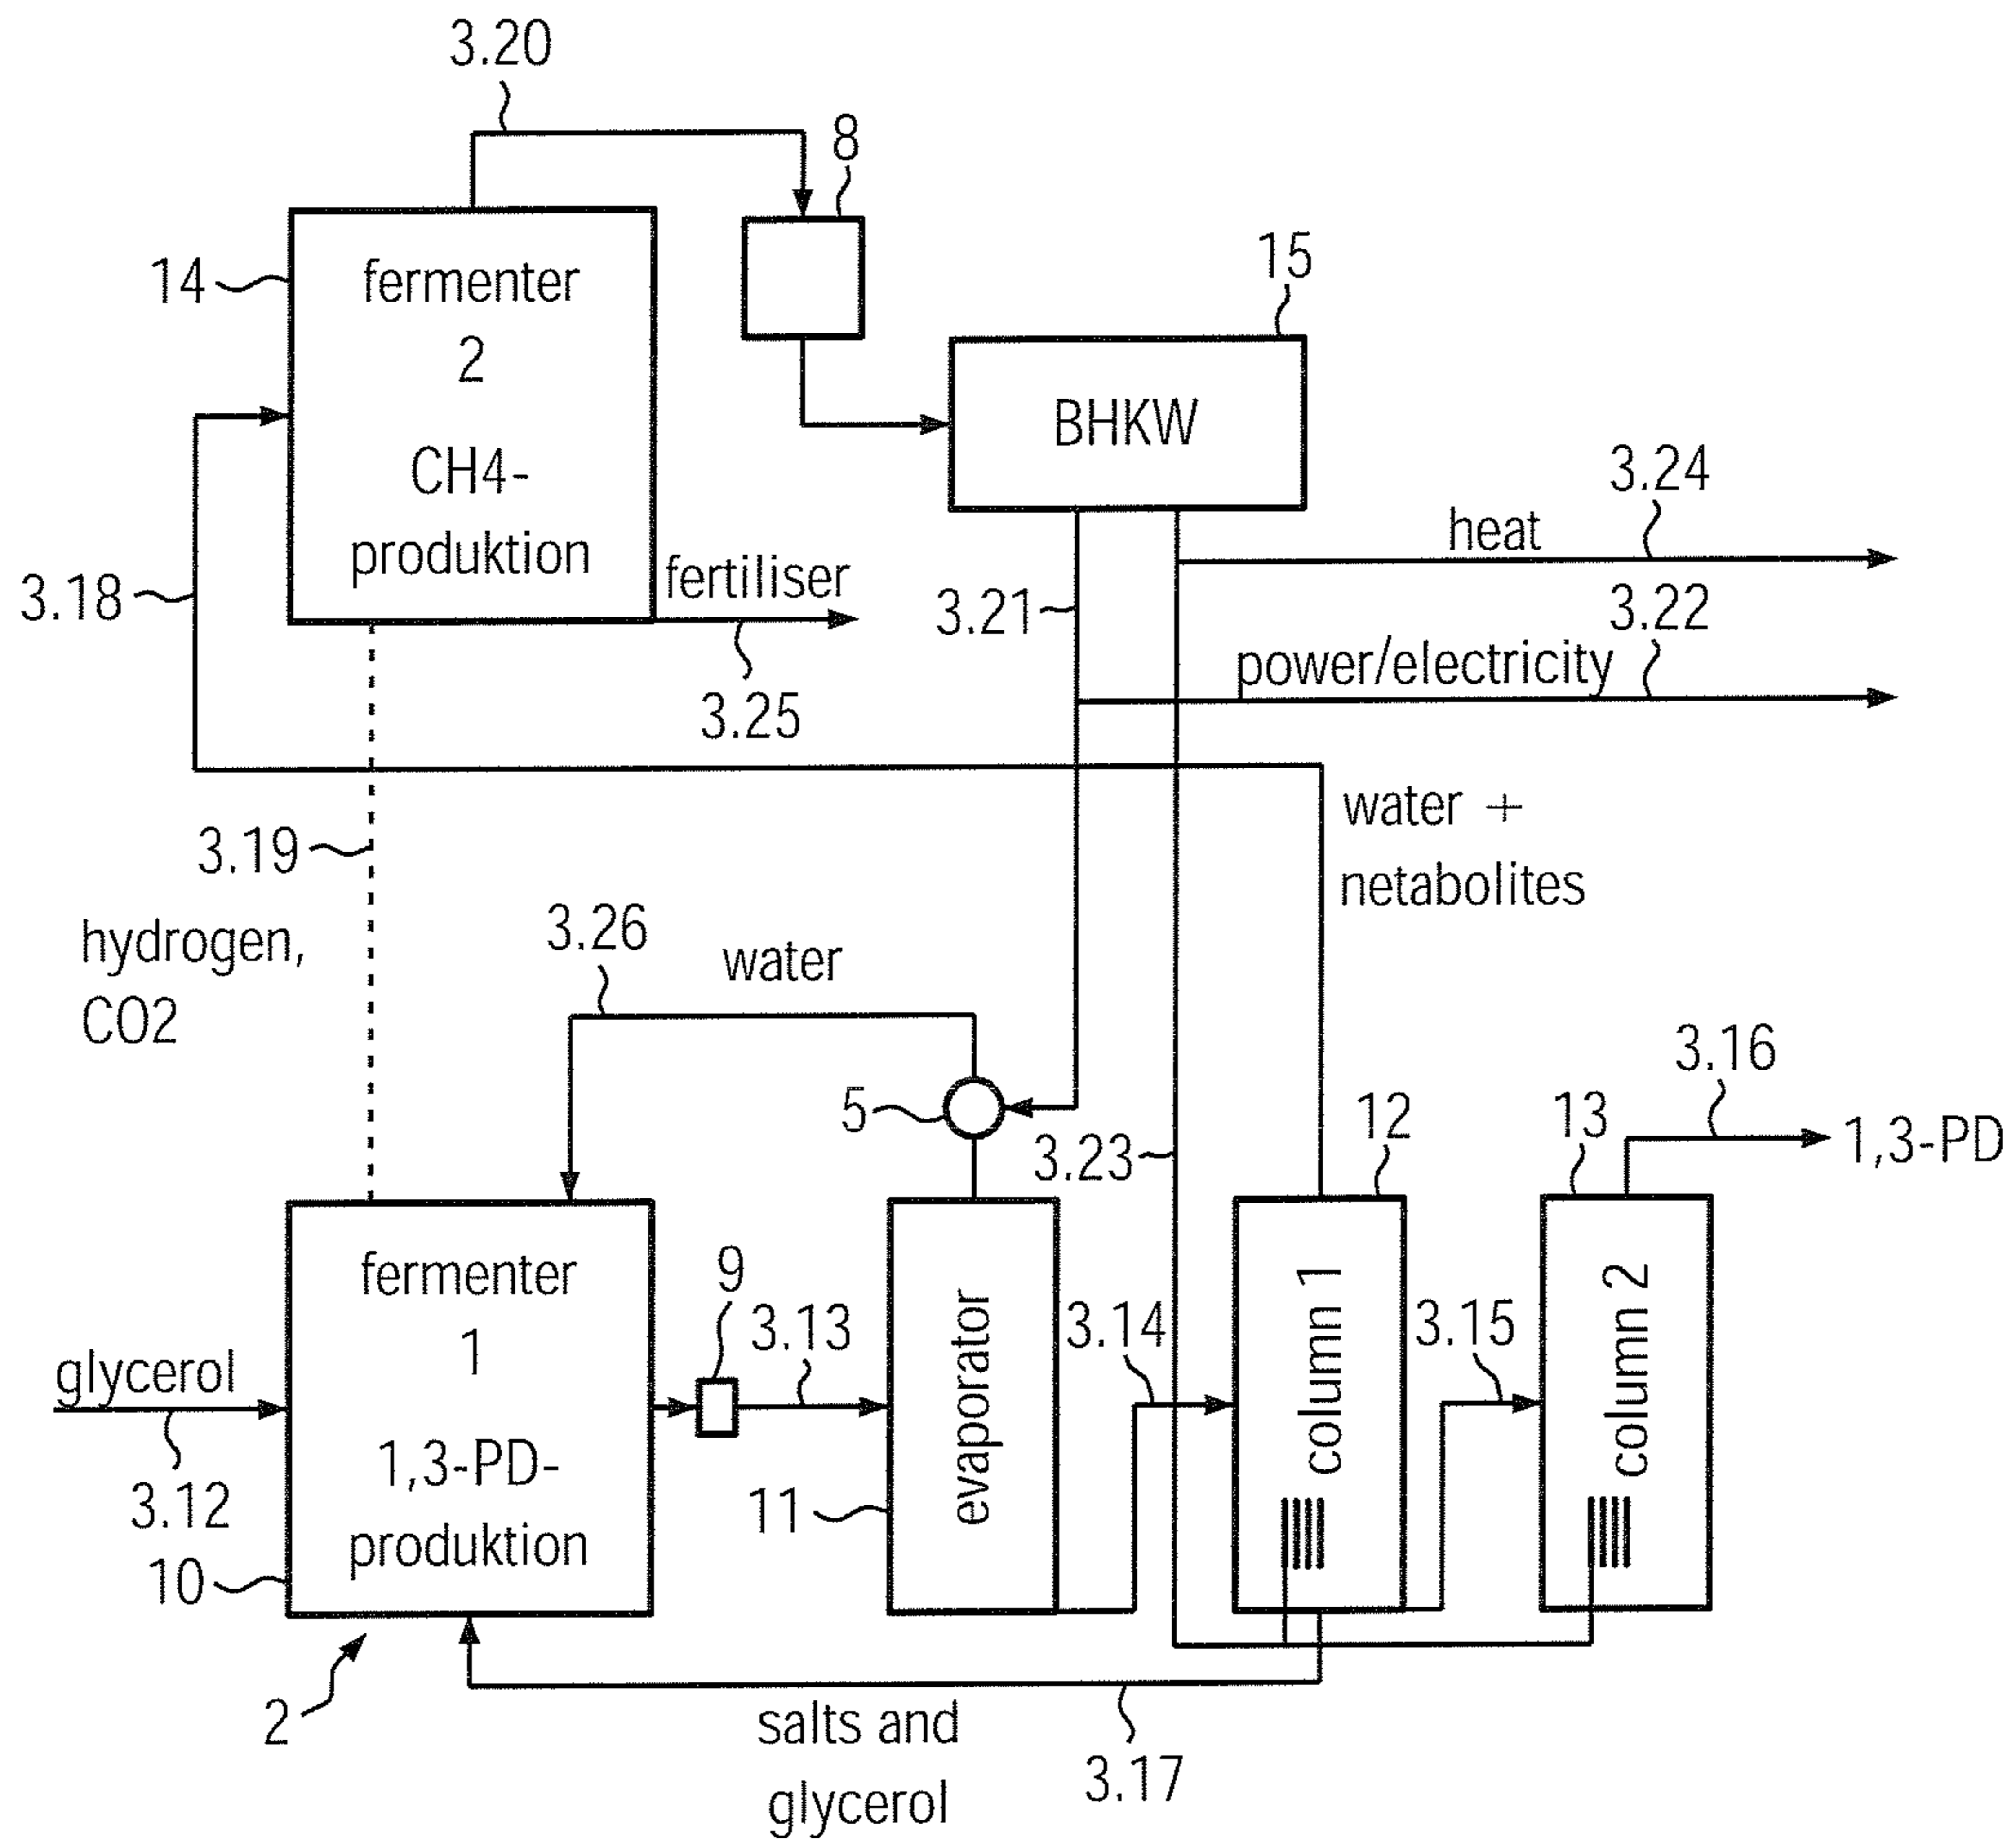 3.20
8
14
fermenter
2
CH4-
produktion
15
BHKW
3.24
heat
3.18
fertiliser
3.21
3.22
power/electricity
3.25
water +
netabolites
3.19
hydrogen,
CO2
3.26
water
5
3.23
12
13
3.16
1,3-PD
fermenter
1
1,3-PD-
produktion
glycerol
3.12
10
9
3.13
evaporator
11
3.14
column 1
3.15
column 2
2
salts and
glycerol
3.17